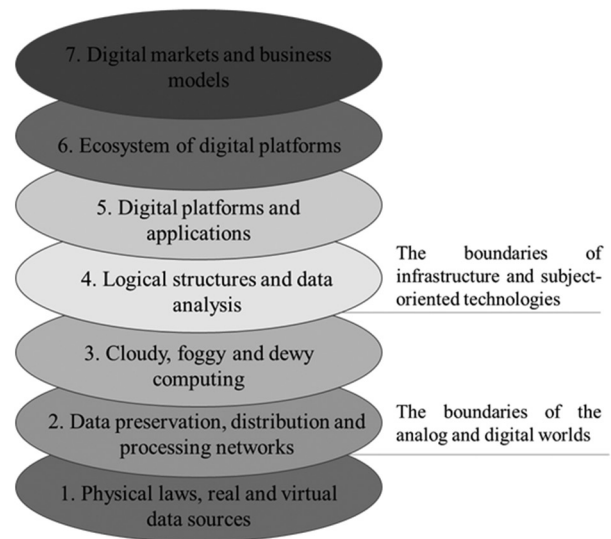 7. Digital markets and business
models
6. Ecosystem of digital platforms
5. Digital platforms and
applications
4. Logical structures and data
analysis
The boundaries of
infrastructure and subject-
oriented technologies
3. Cloudy, foggy and dewy
computing
2. Data preservation, distribution and
processing networks
The boundaries of the
analog and digital worlds
1. Physical laws, real and virtual
data sources